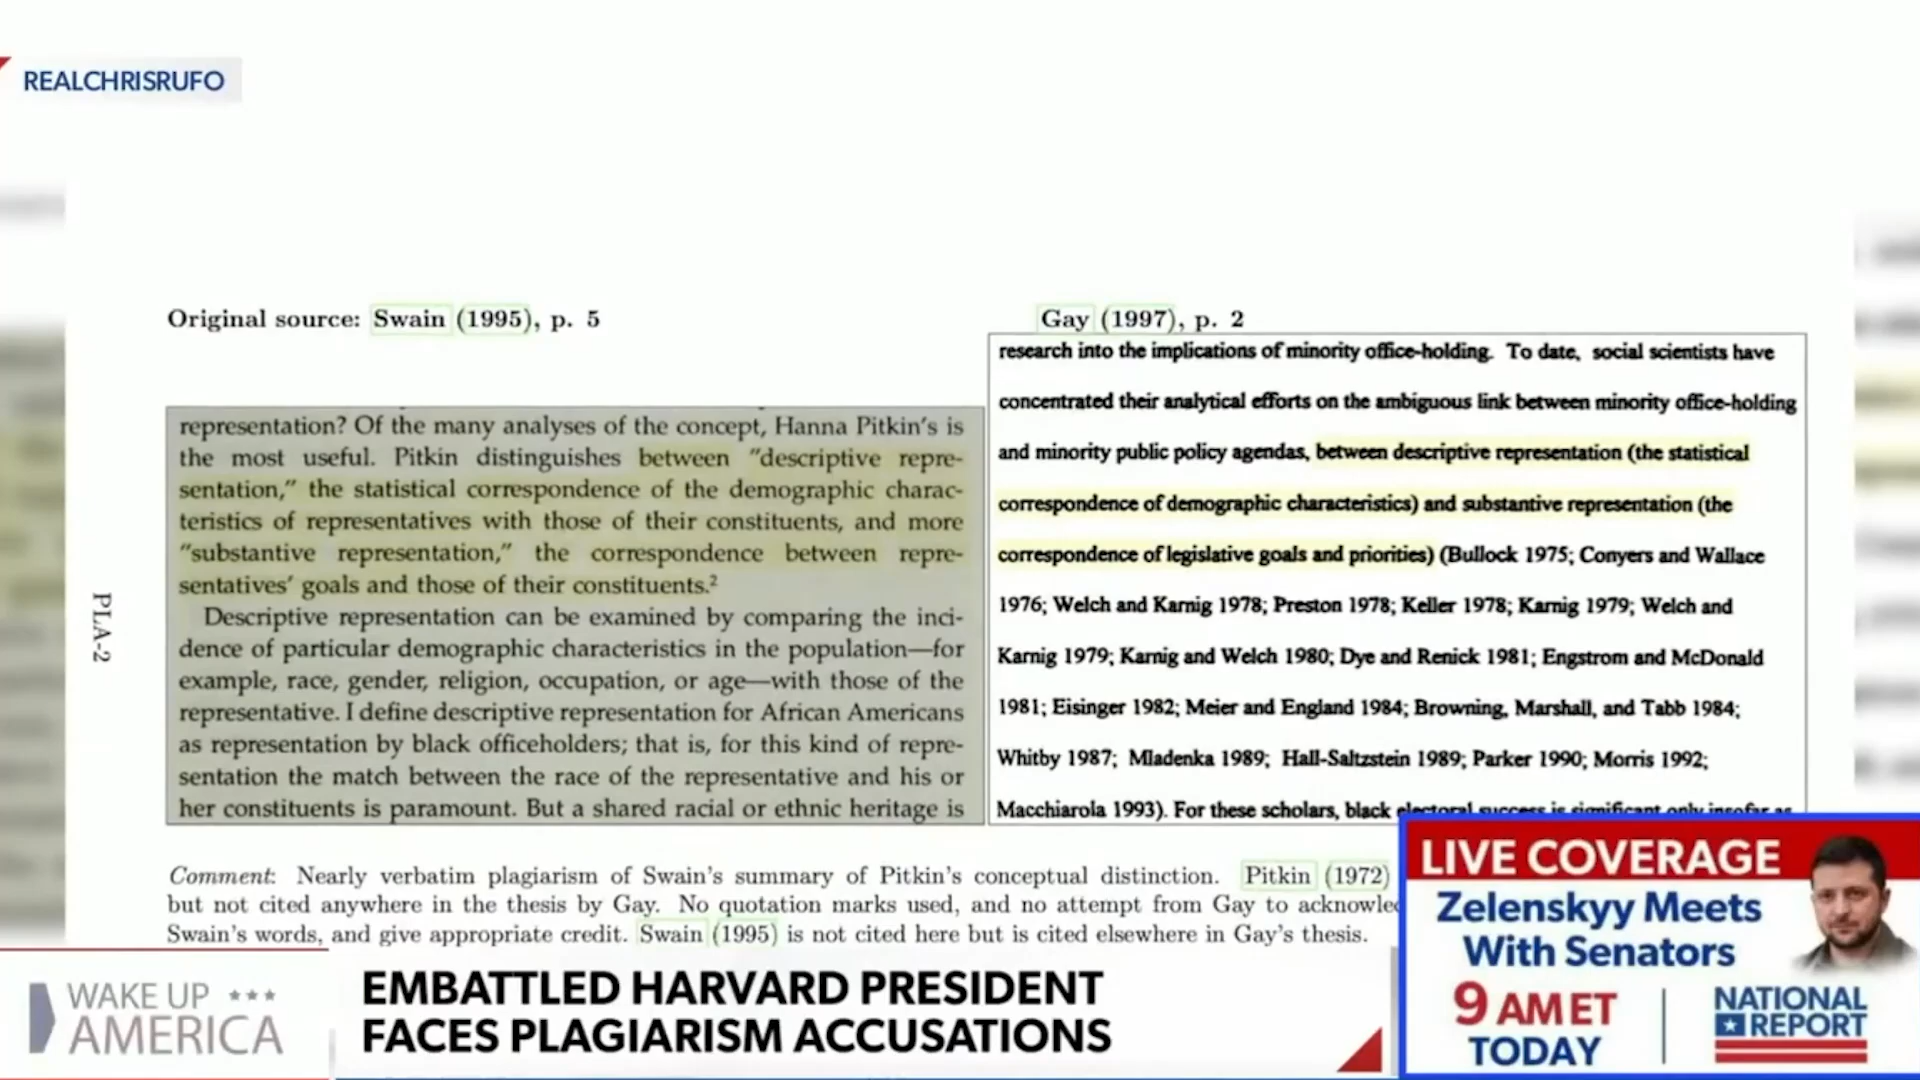 REALCHRISRUFO
Original source: Swain (1995), p. 5
representation? Of the many analyses of the concept, Hanna Pitkin's is
the most useful. Pitkin distinguishes between "descriptive repre-
sentation," the statistical correspondence of the demographic charac-
teristics of representatives with those of their constituents, and more
"substantive representation," the correspondence between repre-
sentatives' goals and those of their constituents.²
Descriptive representation can be examined by comparing the inci-
dence of particular demographic characteristics in the population—for
example, race, gender, religion, occupation, or age—with those of the
representative. I define descriptive representation for African Americans
as representation by black officeholders; that is, for this kind of repre-
sentation the match between the race of the representative and his or
her constituents is paramount. But a shared racial or ethnic heritage is
Gay (1997), p. 2
research into the implications of minority office-holding. To date, social scientists have
concentrated their analytical efforts on the ambiguous link between minority office-holding
and minority public policy agendas, between descriptive representation (the statistical
correspondence of demographic characteristics) and substantive representation (the
correspondence of legislative goals and priorities) (Bullock 1975; Conyers and Wallace
1976; Welch and Karnig 1978; Preston 1978; Keller 1978; Karnig 1979; Welch and
Karnig 1979; Karnig and Welch 1980; Dye and Renick 1981; Engstrom and McDonald
1981; Eisinger 1982; Meier and England 1984; Browning, Marshall, and Tabb 1984;
Whitby 1987; Mladenka 1989; Hall-Saltzstein 1989; Parker 1990; Morris 1992;
Macchiarola 1993). For these scholars, black electoral success is significant only insofar as
PLA-2
Comment: Nearly verbatim plagiarism of Swain's summary of Pitkin's conceptual distinction. Pitkin (1972)
but not cited anywhere in the thesis by Gay. No quotation marks used, and no attempt from Gay to
Swain's words, and give appropriate credit. Swain (1995) is not cited here but is cited elsewhere in Gay's thesis.
WAKE UP
AMERICA
EMBATTLED HARVARD PRESIDENT
FACES PLAGIARISM ACCUSATIONS
LIVE COVERAGE
Zelenskyy Meets
With Senators
9 AM ET
TODAY
NATIONAL
REPORT